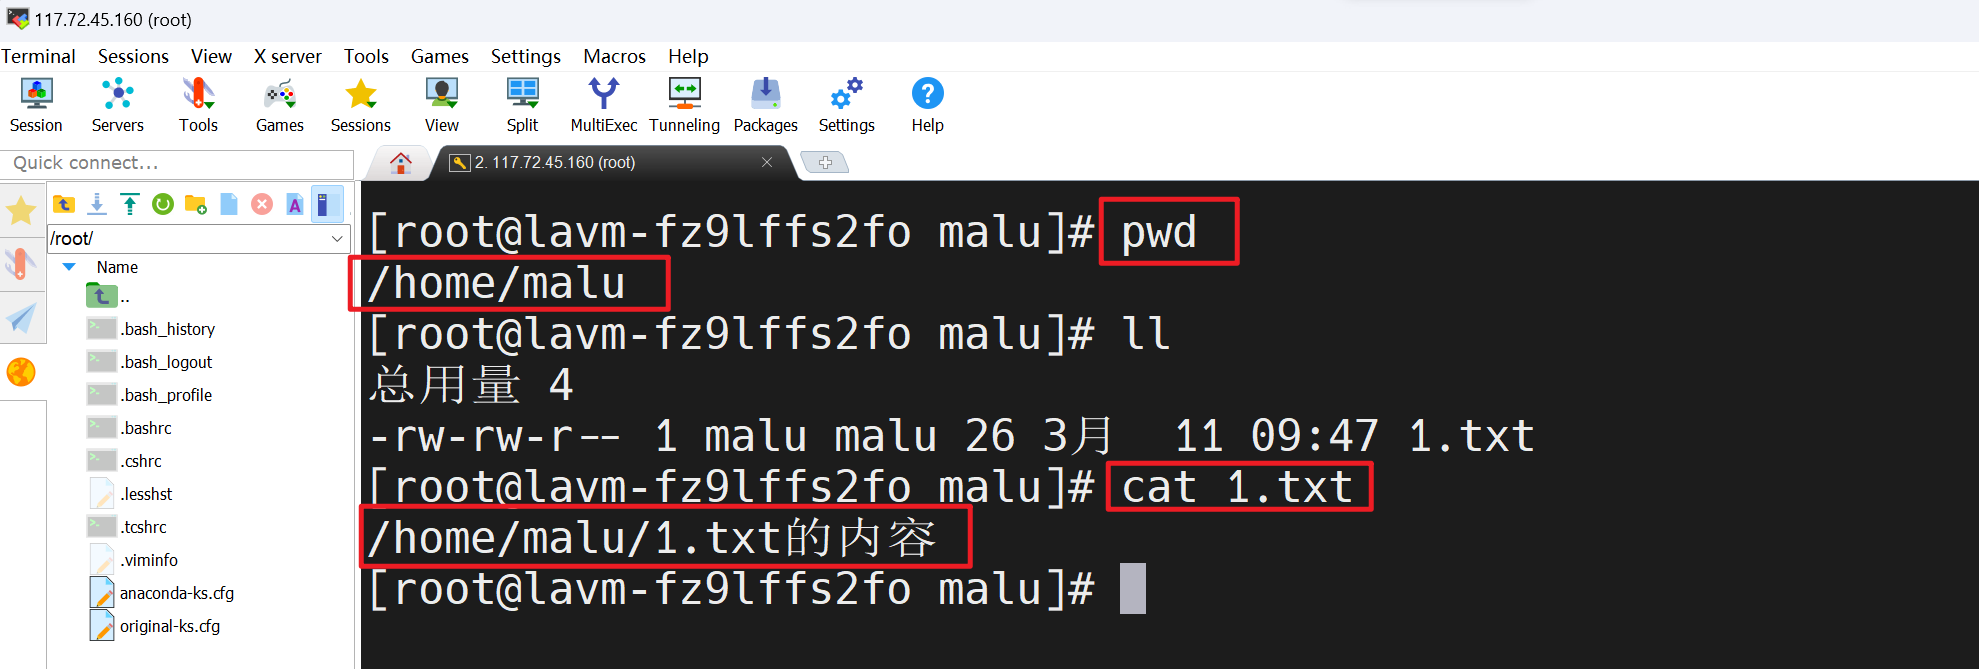 117.72.45.160 (root)
Terminal Sessions View X server Tools Games Settings Macros Help
Session Servers Tools Games Sessions View Split MultiExec Tunneling Packages Settings Help
Quick connect...
2. 117.72.45.160 (root)
/root/
Name
..
.bash_history
.bash_logout
.bash_profile
.bashrc
.cshrc
.lesshst
.tcshrc
.viminfo
anaconda-ks.cfg
original-ks.cfg
[root@lavm-fz9lffs2fo malu]# pwd
/home/malu
[root@lavm-fz9lffs2fo malu]# ll
总用量 4
-rw-rw-r-- 1 malu malu 26 3月  11 09:47 1.txt
[root@lavm-fz9lffs2fo malu]# cat 1.txt
/home/malu/1.txt的内容
[root@lavm-fz9lffs2fo malu]#